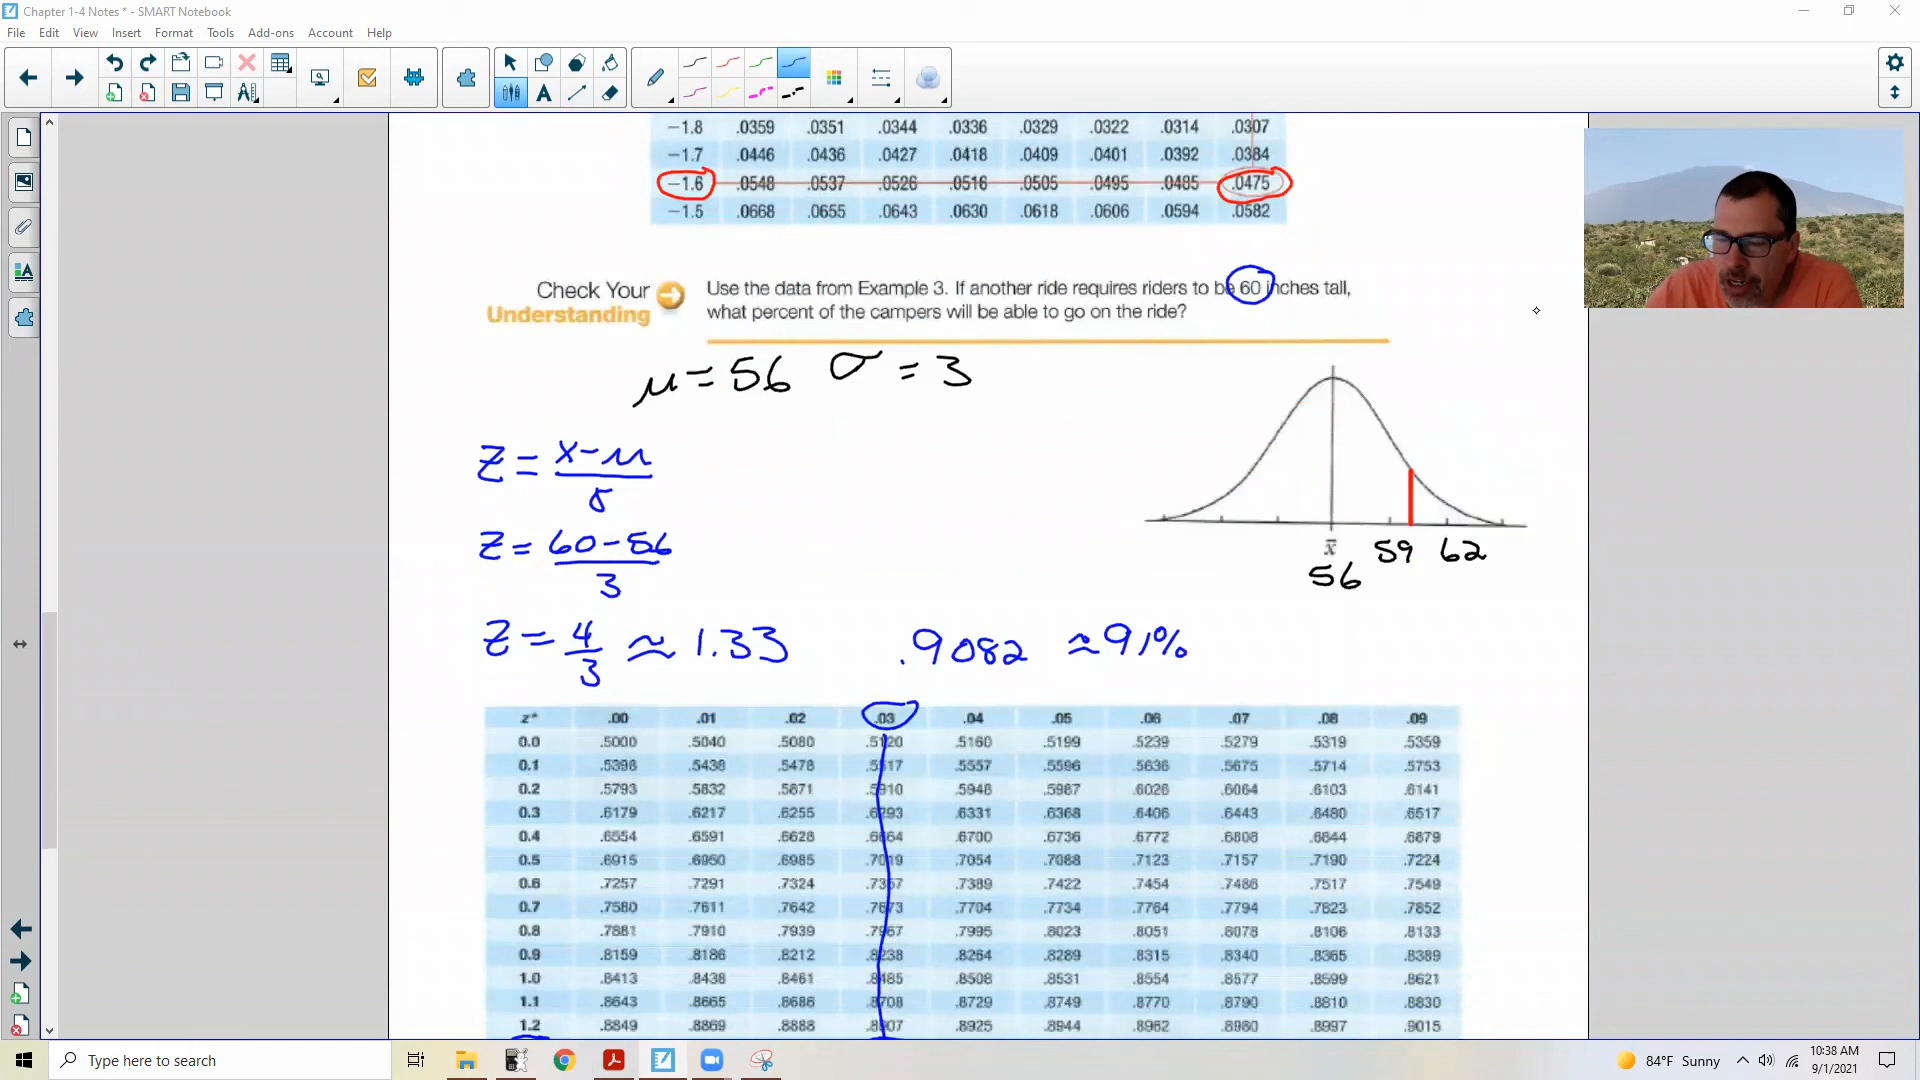 Chapter 1-4 Notes * - SMART Notebook
File Edit View Insert Format Tools Add-ons Account Help
−1.8 .0359 .0351 .0344 .0336 .0329 .0322 .0314 .0307
−1.7 .0446 .0436 .0427 .0418 .0409 .0401 .0392 .0384
−1.6 .0548 .0537 .0526 .0516 .0505 .0495 .0485 .0475
−1.5 .0668 .0655 .0643 .0630 .0618 .0606 .0594 .0582
Check Your Understanding
Use the data from Example 3. If another ride requires riders to be 60 inches tall,
what percent of the campers will be able to go on the ride?
μ = 56 σ = 3
z = x-μ / σ
z = 60-56 / 3
z = 4/3 ≈ 1.33 .9082 ≈ 91%
x̄ 59 62
56
z* .00 .01 .02 .03 .04 .05 .06 .07 .08 .09
0.0 .5000 .5040 .5080 .5120 .5160 .5199 .5239 .5279 .5319 .5359
0.1 .5398 .5438 .5478 .5517 .5557 .5596 .5636 .5675 .5714 .5753
0.2 .5793 .5832 .5871 .5910 .5948 .5987 .6026 .6064 .6103 .6141
0.3 .6179 .6217 .6255 .6293 .6331 .6368 .6406 .6443 .6480 .6517
0.4 .6554 .6591 .6628 .6664 .6700 .6736 .6772 .6808 .6844 .6879
0.5 .6915 .6950 .6985 .7019 .7054 .7088 .7123 .7157 .7190 .7224
0.6 .7257 .7291 .7324 .7357 .7389 .7422 .7454 .7486 .7517 .7549
0.7 .7580 .7611 .7642 .7673 .7704 .7734 .7764 .7794 .7823 .7852
0.8 .7881 .7910 .7939 .7967 .7995 .8023 .8051 .8078 .8106 .8133
0.9 .8159 .8186 .8212 .8238 .8264 .8289 .8315 .8340 .8365 .8389
1.0 .8413 .8438 .8461 .8485 .8508 .8531 .8554 .8577 .8599 .8621
1.1 .8643 .8665 .8686 .8708 .8729 .8749 .8770 .8790 .8810 .8830
1.2 .8849 .8869 .8888 .8907 .8925 .8944 .8962 .8980 .8997 .9015
Type here to search
84°F Sunny
10:38 AM
9/1/2021